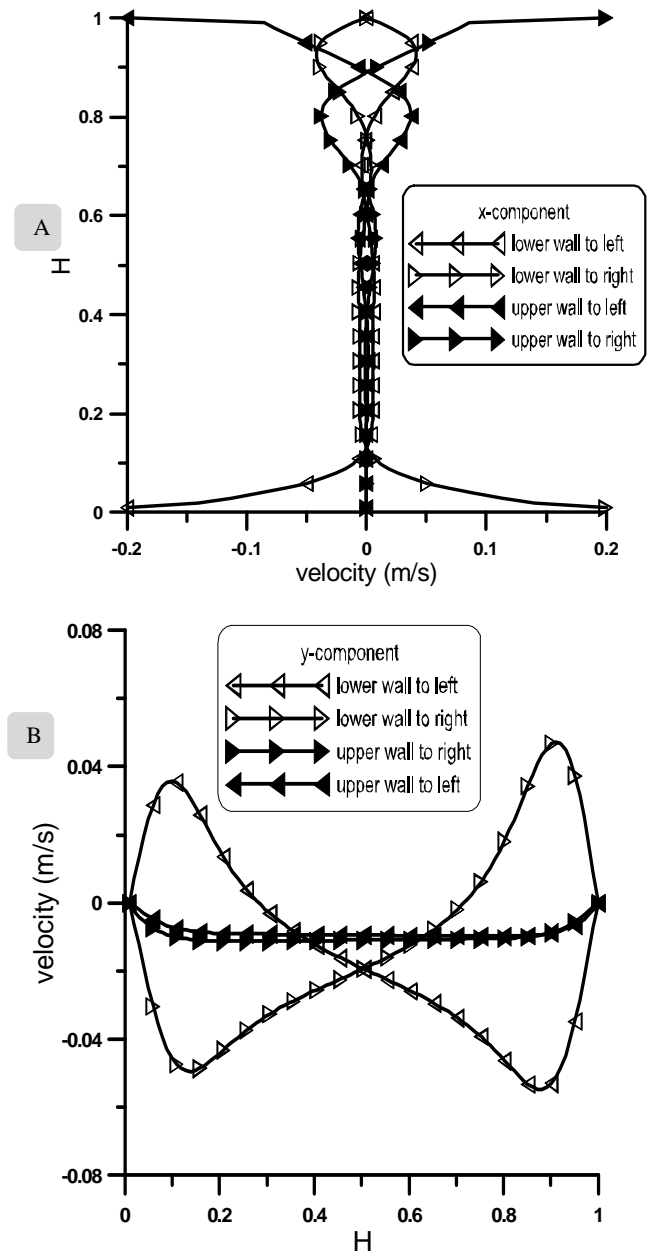 A
1
0.8
0.6
0.4
0.2
0
H
-0.2
-0.1
0
0.1
0.2
velocity (m/s)
x-component
lower wall to left
lower wall to right
upper wall to left
upper wall to right
B
0.08
0.04
0
-0.04
-0.08
velocity (m/s)
0
0.2
0.4
0.6
0.8
1
H
y-component
lower wall to left
lower wall to right
upper wall to right
upper wall to left